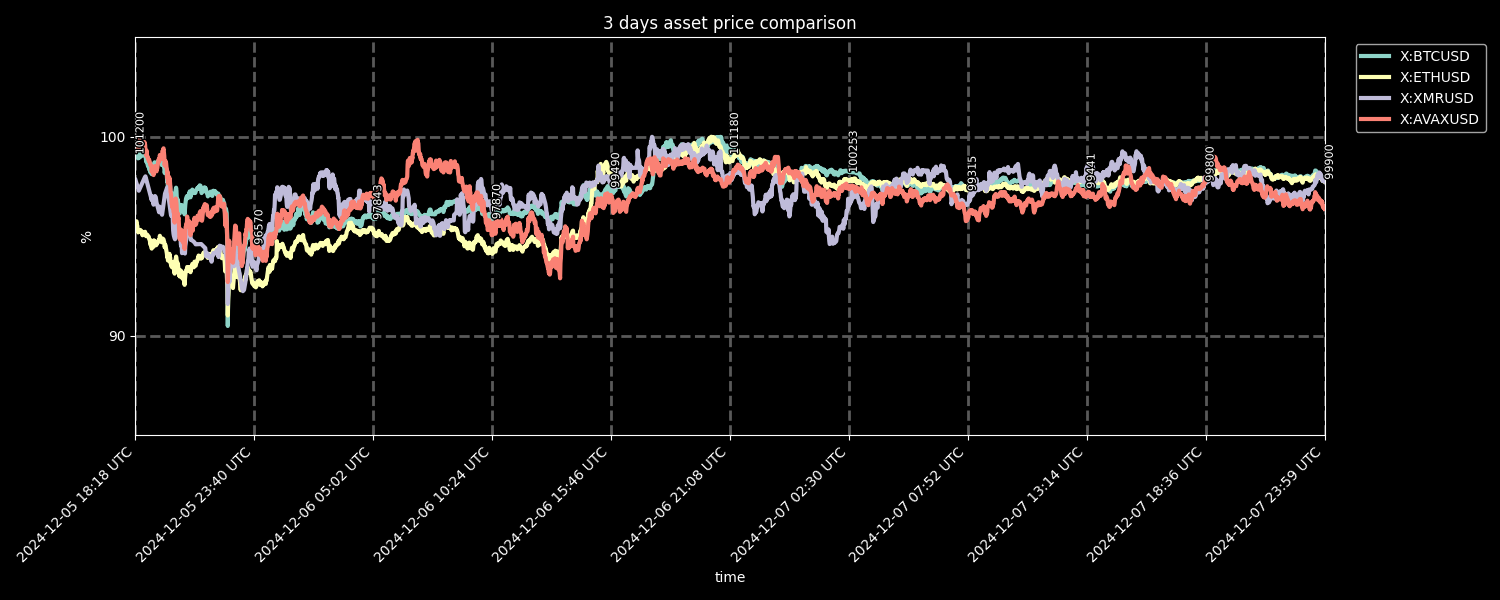 3 days asset price comparison
X:BTCUSD
X:ETHUSD
X:XMRUSD
X:AVAXUSD
%
100
90
101200
96570
97843
97870
99490
101180
100253
99315
99441
99800
99900
2024-12-05 18:18 UTC
2024-12-05 23:40 UTC
2024-12-06 05:02 UTC
2024-12-06 10:24 UTC
2024-12-06 15:46 UTC
2024-12-06 21:08 UTC
2024-12-07 02:30 UTC
2024-12-07 07:52 UTC
2024-12-07 13:14 UTC
2024-12-07 18:36 UTC
2024-12-07 23:59 UTC
time